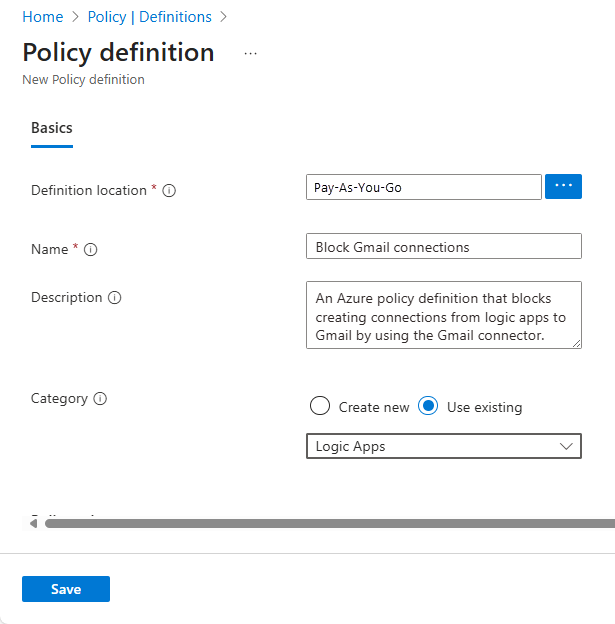 Home > Policy | Definitions >
Policy definition ...
New Policy definition
Basics
Definition location *
Pay-As-You-Go
Name *
Block Gmail connections
Description
An Azure policy definition that blocks
creating connections from logic apps to
Gmail by using the Gmail connector.
Category
Create new
Use existing
Logic Apps
Save